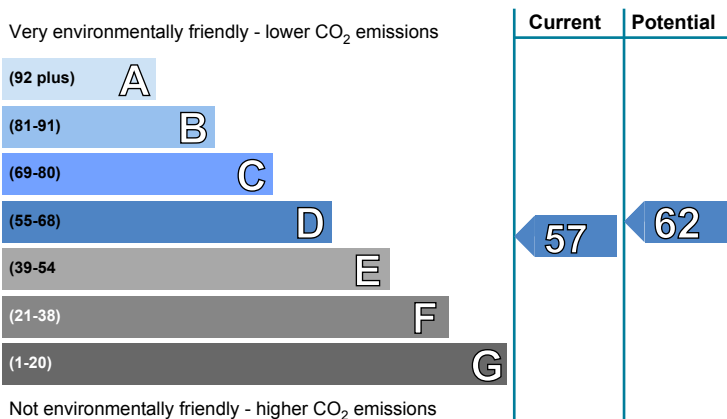 Very environmentally friendly - lower CO₂ emissions
Current Potential
(92 plus) A
(81-91) B
(69-80) C
(55-68) D
57 62
(39-54 E
(21-38) F
(1-20) G
Not environmentally friendly - higher CO₂ emissions